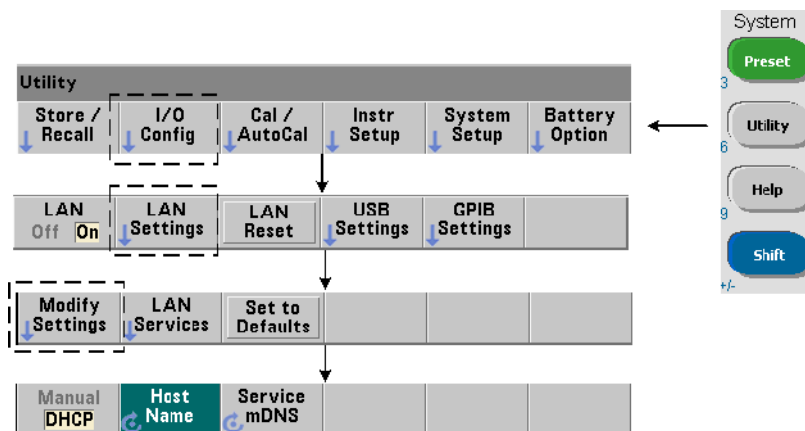 System
Preset
3
Utility
6
Help
9
Shift
+/-
Utility
Store / Recall
I/O Config
Cal / AutoCal
Instr Setup
System Setup
Battery Option
LAN Off On
LAN Settings
LAN Reset
USB Settings
GPIB Settings
Modify Settings
LAN Services
Set to Defaults
Manual DHCP
Host Name
Service mDNS